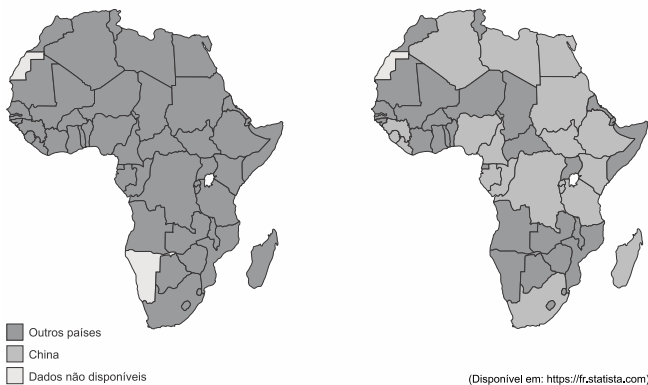 Outros países
China
Dados não disponíveis
(Disponível em: https://fr.statista.com)